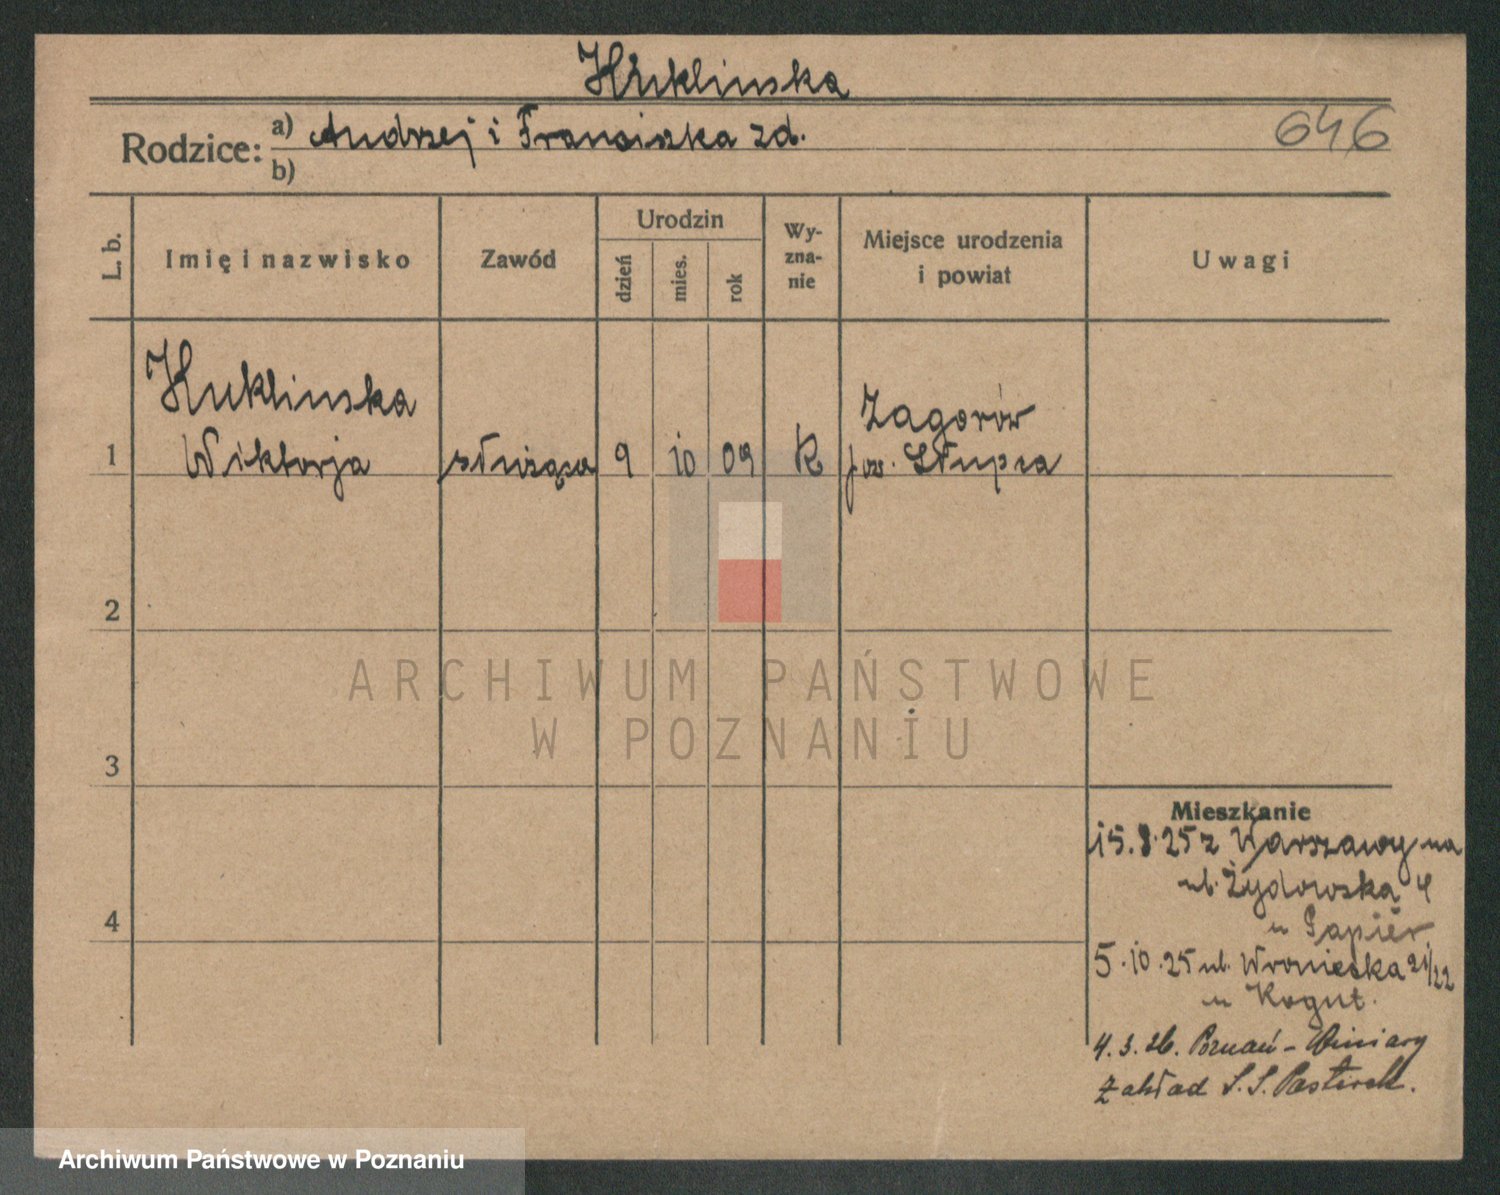 Kuklinska
Rodzice: a) Andrzej i Franciszka zd.
646
b)
L. b.
Imię i nazwisko
Zawód
Urodzin
dzień
mies.
rok
Wy-
zna-
nie
Miejsce urodzenia
i powiat
Uwagi
Kuklinska
Wiktorja
służąca
9
10
09
K
Zagorów
pow. Słupca
1
2
3
4
Mieszkanie
15.8.25 z Warszawy na
ul. Żydowska 4
u Papier
5.10.25 ul. Wroniecka 21/22
u Kogut.
4.3.26. Poznań - Winiary
Zakład S.S. Pasterek.
ARCHIWUM PAŃSTWOWE
W POZNANIU
Archiwum Państwowe w Poznaniu